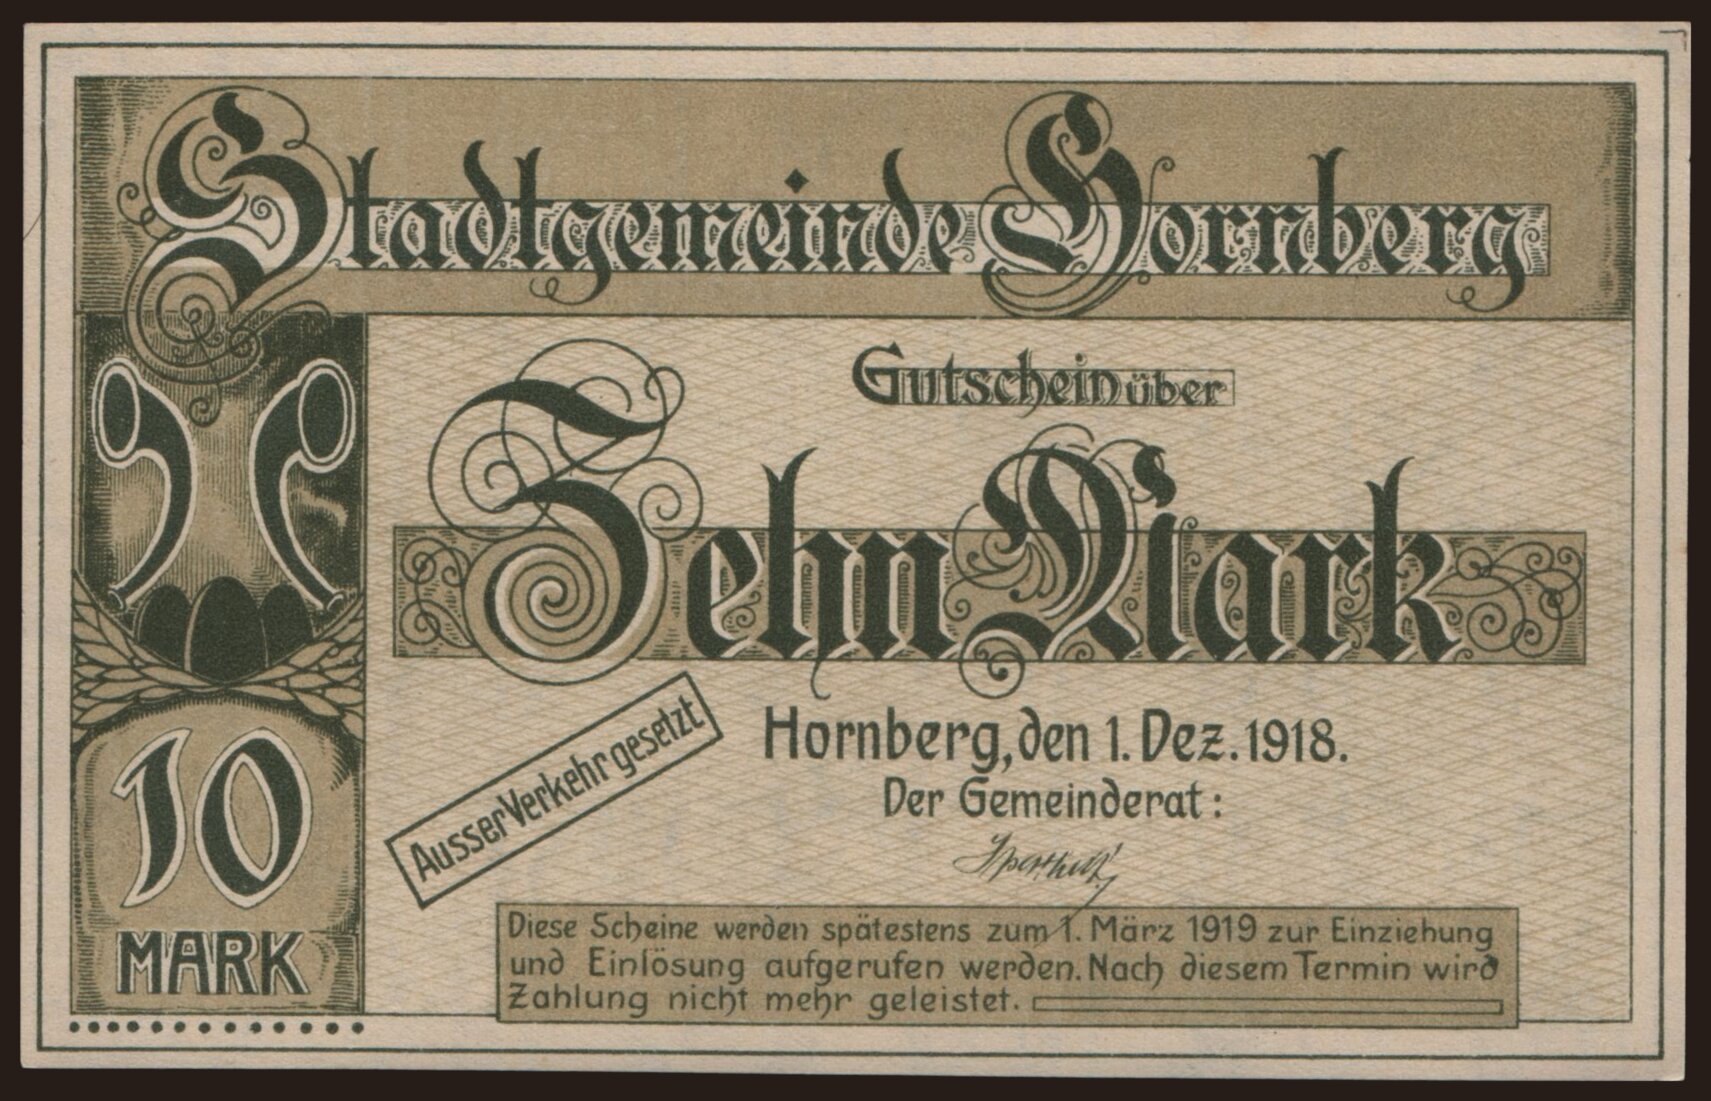 Stadtgemeinde Hornberg
Gutschein über
Zehn Mark
Hornberg, den 1. Dez. 1918.
Der Gemeinderat:
Ausser Verkehr gesetzt
10
MARK
Diese Scheine werden spätestens zum 1. März 1919 zur Einziehung
und Einlösung aufgerufen werden. Nach diesem Termin wird
Zahlung nicht mehr geleistet.